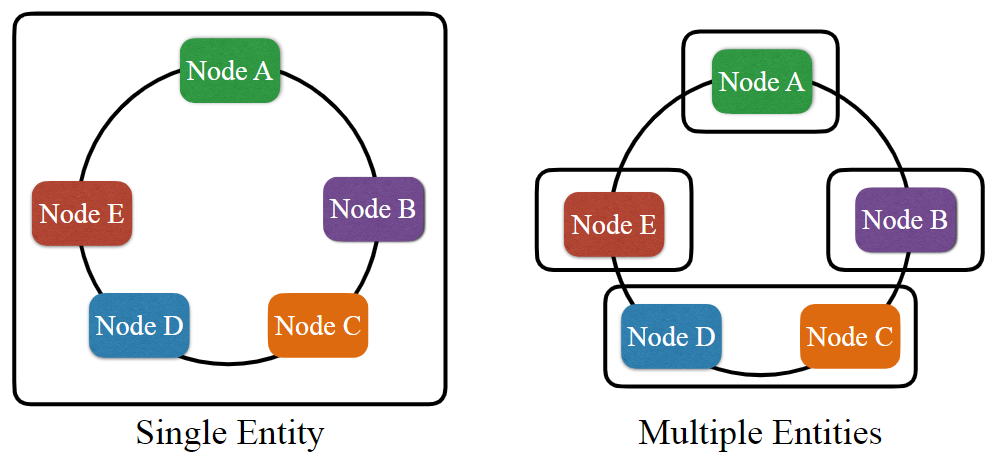 Node A
Node E
Node B
Node D
Node C
Single Entity
Node A
Node E
Node B
Node D
Node C
Multiple Entities